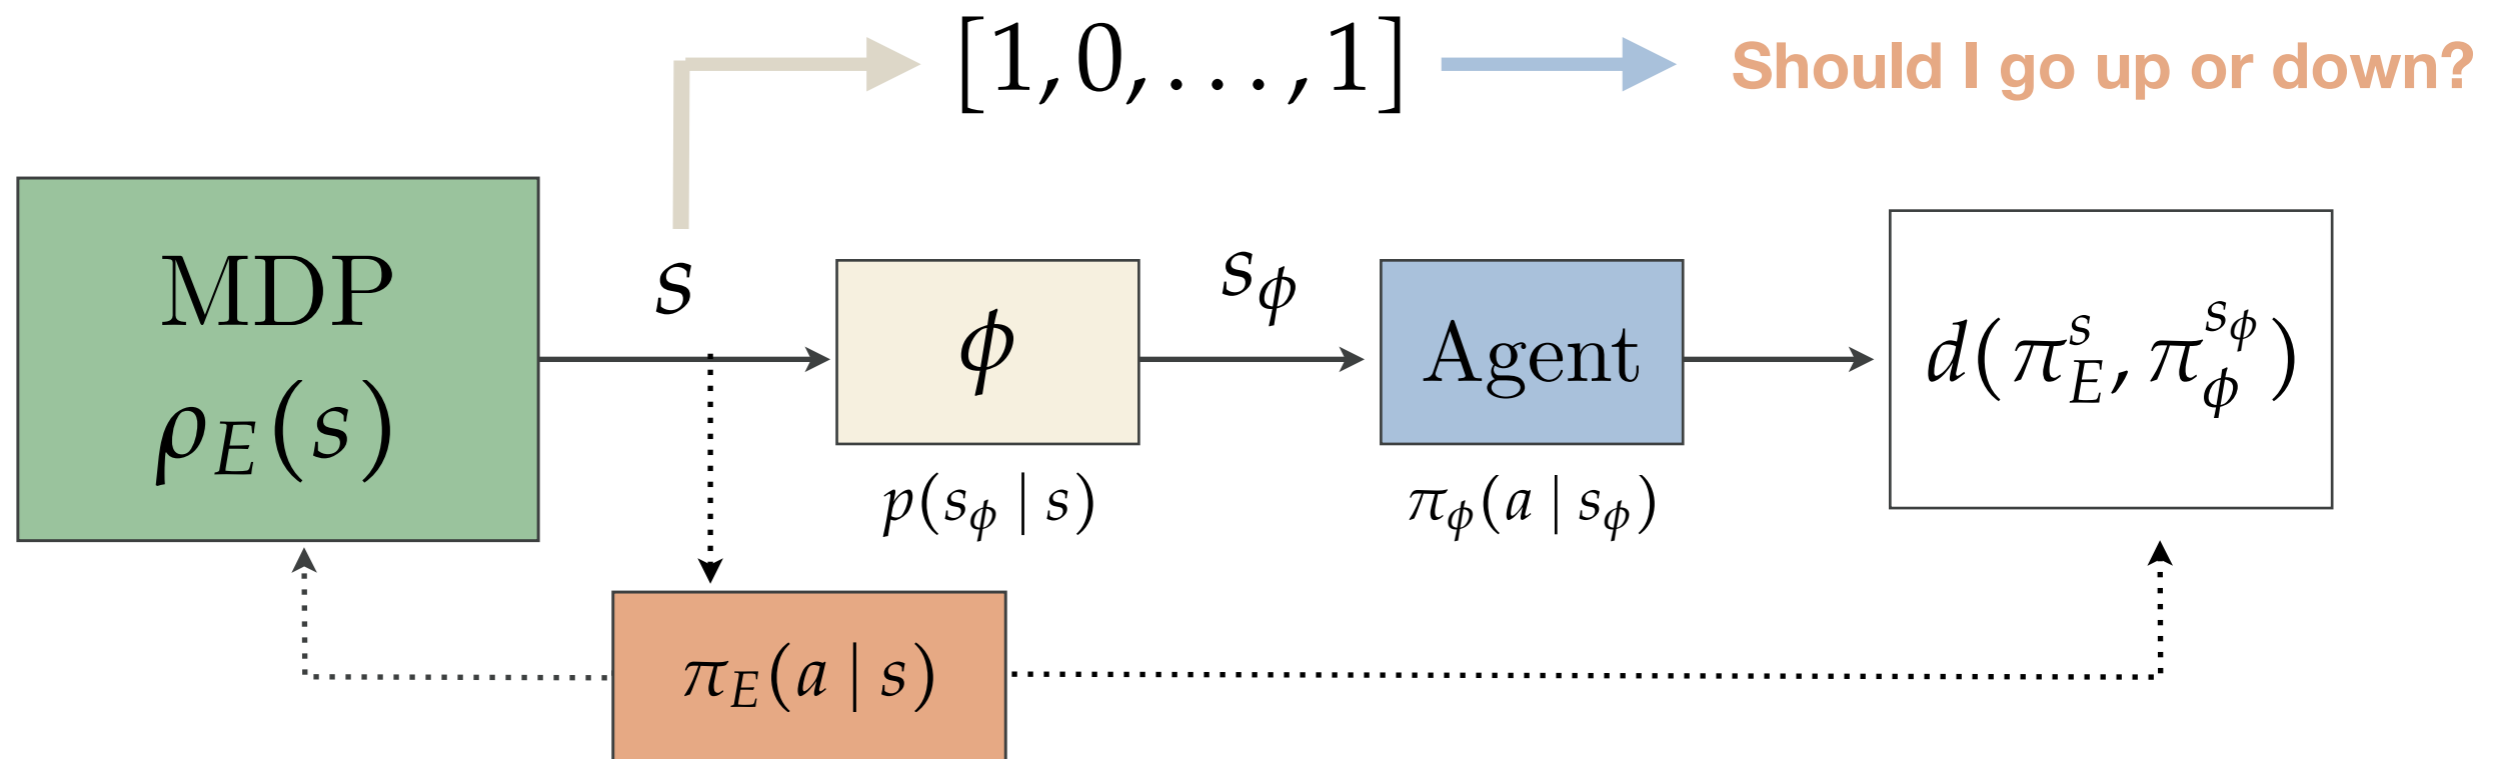 [1, 0, . . . , 1]
Should I go up or down?
MDP
ρ_E(s)
s
ϕ
p(s_ϕ | s)
s_ϕ
Agent
π_ϕ(a | s_ϕ)
d(π_E^s, π_ϕ^{s_ϕ})
π_E(a | s)